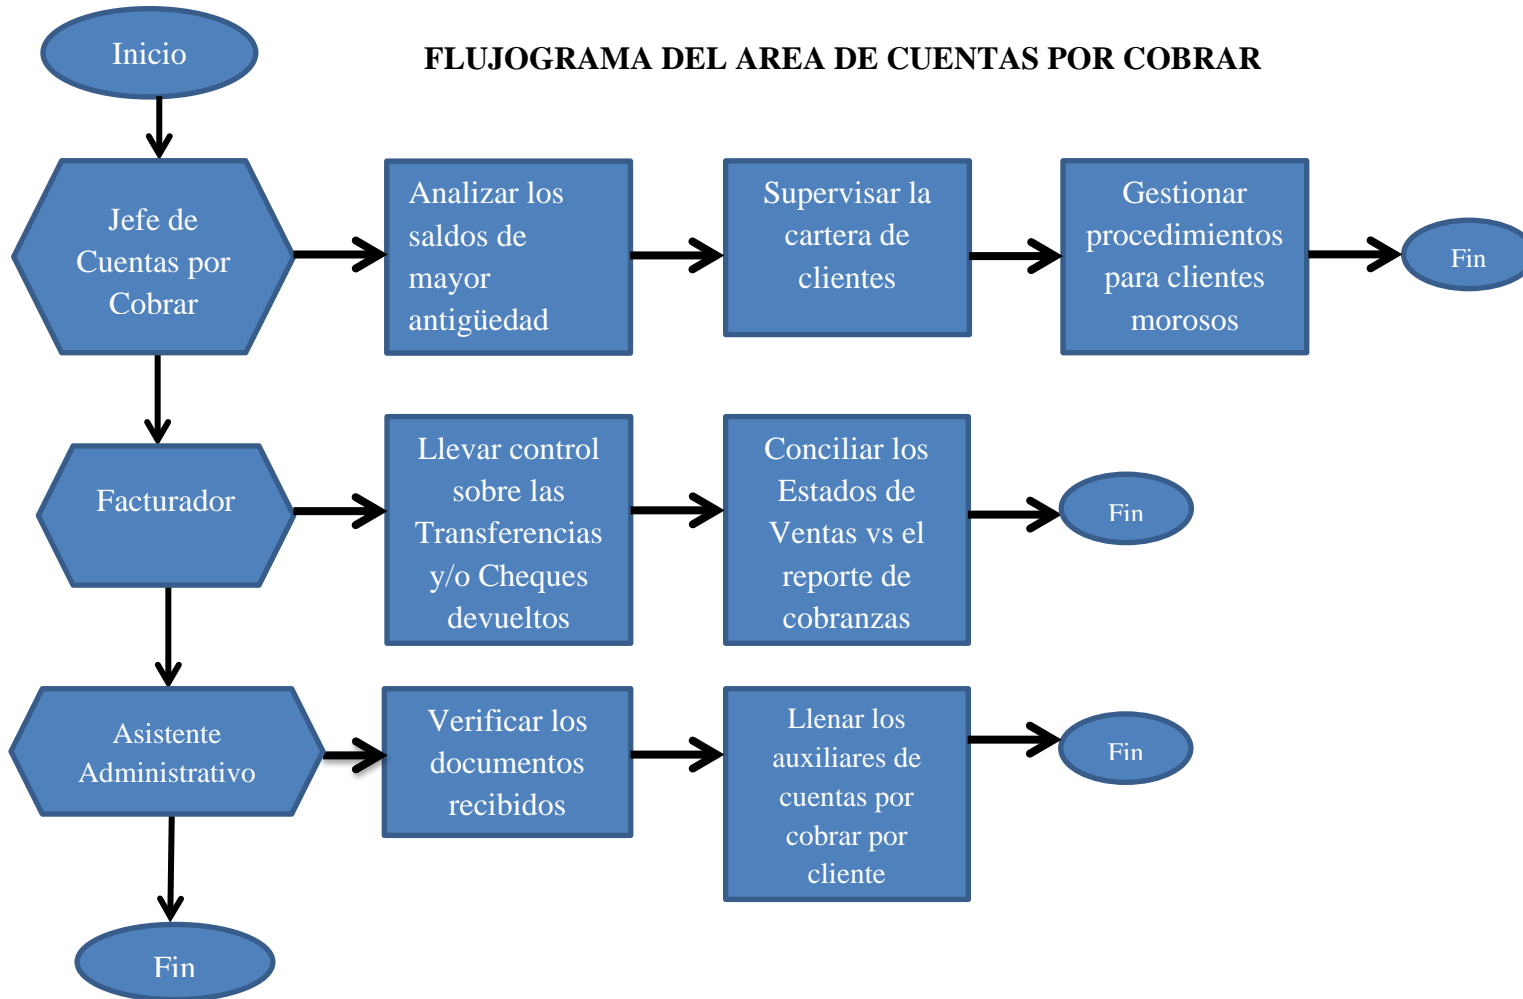 Inicio
FLUJOGRAMA DEL AREA DE CUENTAS POR COBRAR
Jefe de
Cuentas por
Cobrar
Analizar los
saldos de
mayor
antigüedad
Supervisar la
cartera de
clientes
Gestionar
procedimientos
para clientes
morosos
Fin
Facturador
Llevar control
sobre las
Transferencias
y/o Cheques
devueltos
Conciliar los
Estados de
Ventas vs el
reporte de
cobranzas
Fin
Asistente
Administrativo
Verificar los
documentos
recibidos
Llenar los
auxiliares de
cuentas por
cobrar por
cliente
Fin
Fin